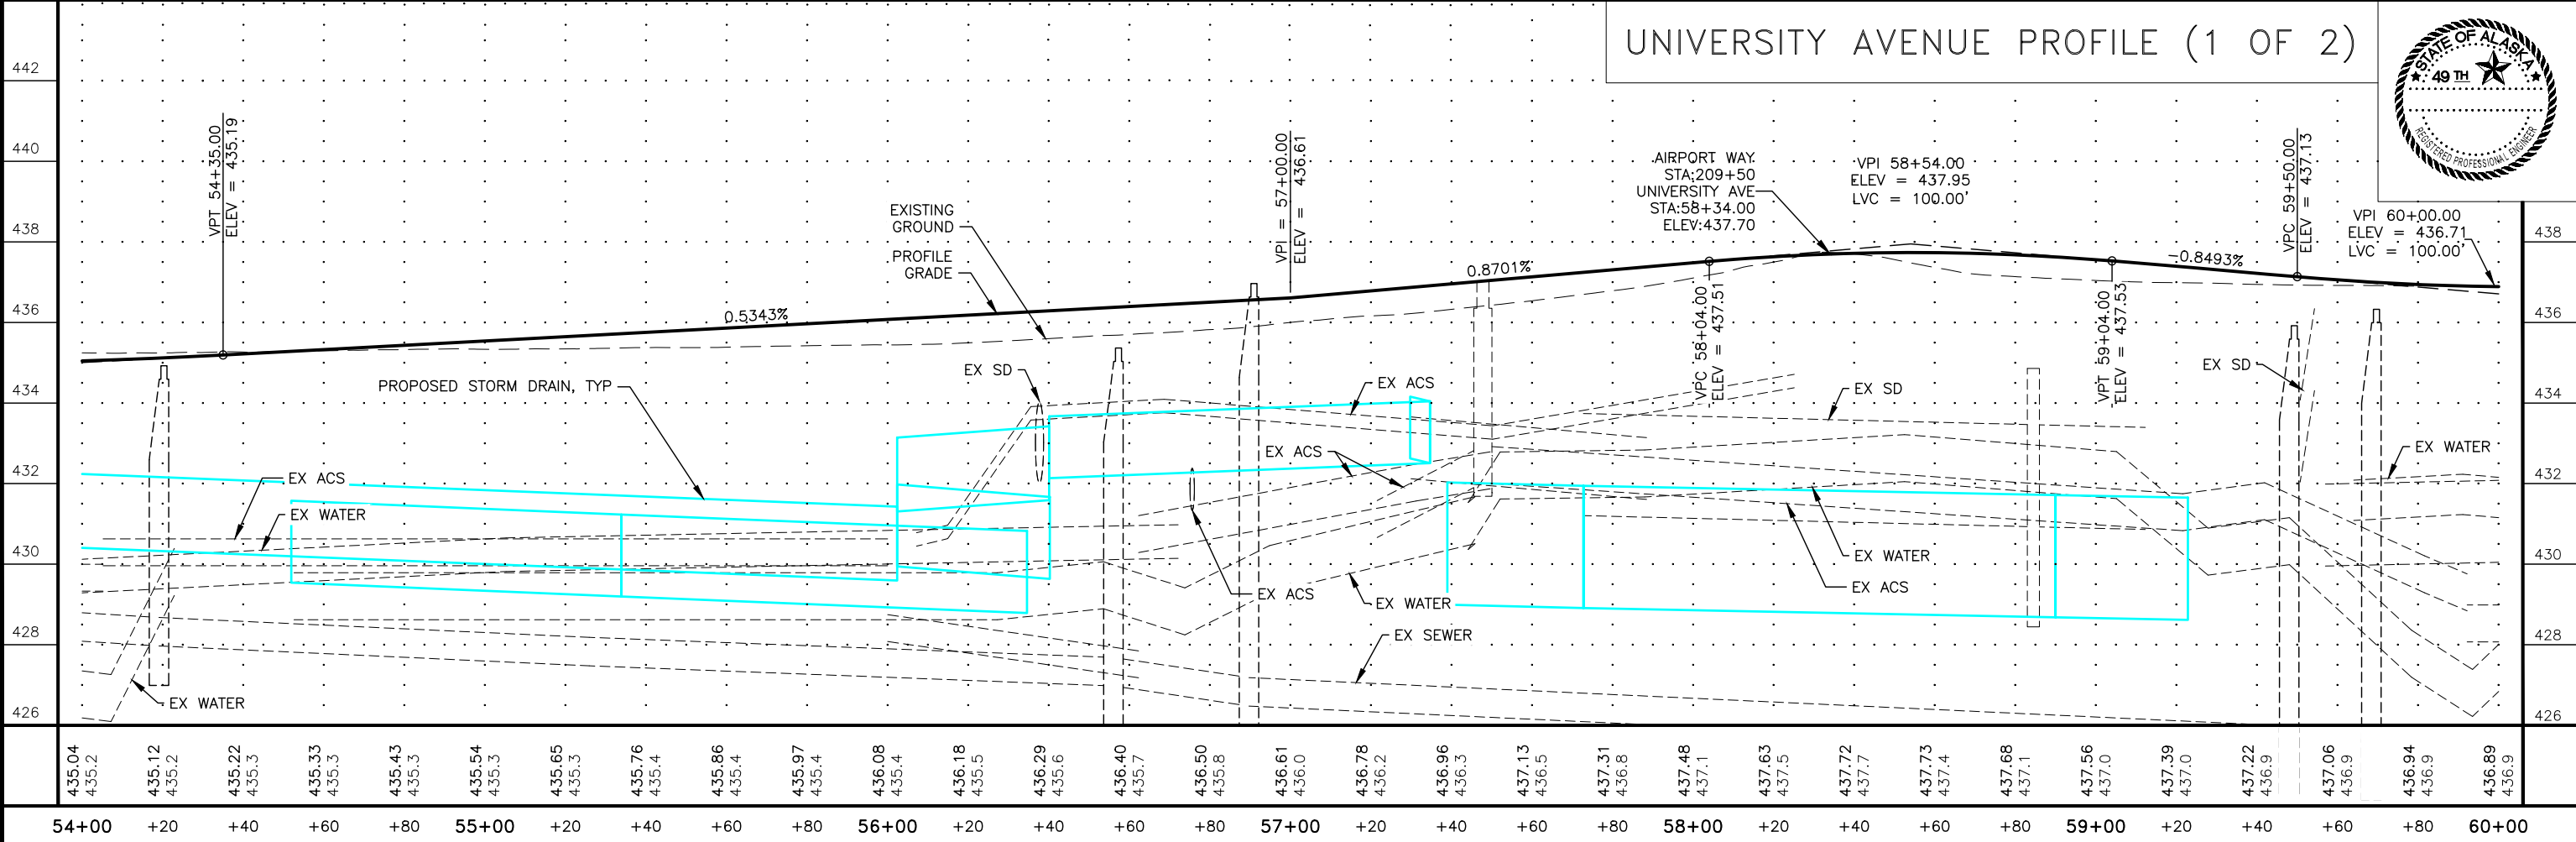 UNIVERSITY AVENUE PROFILE (1 OF 2)
STATE OF ALASKA
49 TH
REGISTERED PROFESSIONAL ENGINEER
442
440
438
436
434
432
430
428
426
438
436
434
432
430
428
426
VPT 54+35.00
ELEV = 435.19
EXISTING
GROUND
PROFILE
GRADE
0.5343%
VPI = 57+00.00
ELEV = 436.61
0.8701%
AIRPORT WAY
STA:209+50
UNIVERSITY AVE
STA:58+34.00
ELEV:437.70
VPI 58+54.00
ELEV = 437.95
LVC = 100.00'
VPC 58+04.00
ELEV = 437.51
VPT 59+04.00
ELEV = 437.53
-0.8493%
VPC 59+50.00
ELEV = 437.13
VPI 60+00.00
ELEV = 436.71
LVC = 100.00'
PROPOSED STORM DRAIN, TYP
EX SD
EX ACS
EX SD
EX SD
EX ACS
EX WATER
EX ACS
EX WATER
EX WATER
EX ACS
EX ACS
EX WATER
EX SEWER
EX WATER
435.04 435.12 435.22 435.33 435.43 435.54 435.65 435.76 435.86 435.97 436.08 436.18 436.29 436.40 436.50 436.61 436.78 436.96 437.13 437.31 437.48 437.63 437.72 437.73 437.68 437.56 437.39 437.22 437.06 436.94 436.89
435.2 435.2 435.3 435.3 435.3 435.3 435.3 435.4 435.4 435.4 435.4 435.5 435.6 435.7 435.8 436.0 436.2 436.3 436.5 436.8 437.1 437.5 437.7 437.4 437.1 437.0 437.0 436.9 436.9 436.9 436.9
54+00 +20 +40 +60 +80 55+00 +20 +40 +60 +80 56+00 +20 +40 +60 +80 57+00 +20 +40 +60 +80 58+00 +20 +40 +60 +80 59+00 +20 +40 +60 +80 60+00